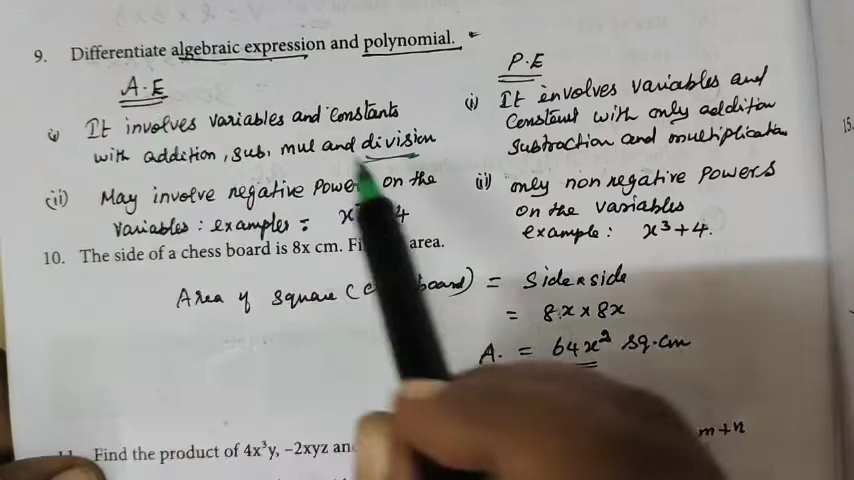 9. Differentiate algebraic expression and polynomial.
A.E
(i) It involves variables and constants
with addition, sub, mul and division
(ii) May involve negative Power on the
variables : examples :
4
P.E
(i) It envolves variables and
Constant with only addition
subtraction and multiplication
(ii) only non negative powers
on the variables
example : x³+4.
10. The side of a chess board is 8x cm. area.
Area of square ( board) = Side x side
= 8x x 8x
A. = 64x² sq.cm
m+n
Find the product of 4x³y, −2xyz
15.